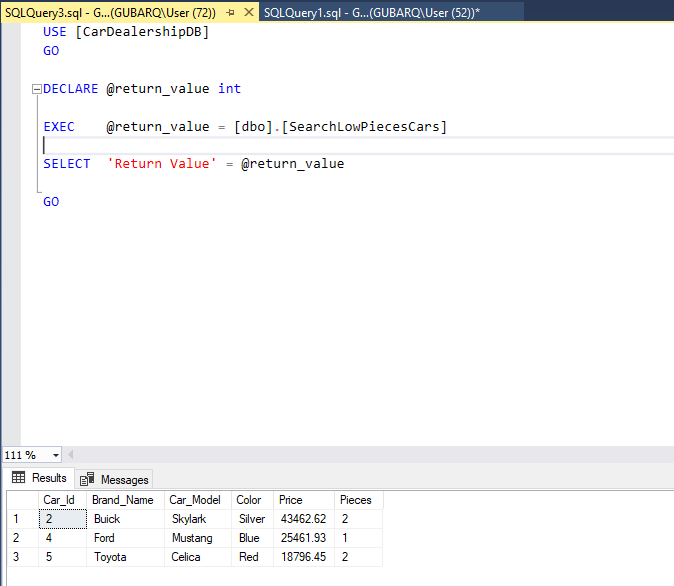 SQLQuery3.sql - G...(GUBARQ\User (72)) SQLQuery1.sql - G...(GUBARQ\User (52))*
USE [CarDealershipDB]
GO
DECLARE @return_value int
EXEC @return_value = [dbo].[SearchLowPiecesCars]
SELECT 'Return Value' = @return_value
GO
111 %
Results Messages
Car_Id Brand_Name Car_Model Color Price Pieces
1 2 Buick Skylark Silver 43462.62 2
2 4 Ford Mustang Blue 25461.93 1
3 5 Toyota Celica Red 18796.45 2